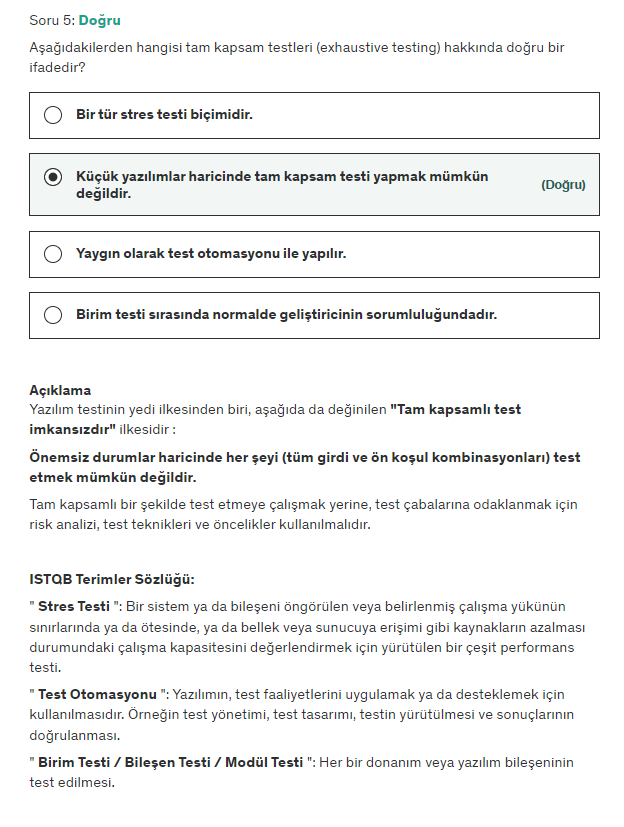 Soru 5: Doğru
Aşağıdakilerden hangisi tam kapsam testleri (exhaustive testing) hakkında doğru bir
ifadedir?
Bir tür stres testi biçimidir.
Küçük yazılımlar haricinde tam kapsam testi yapmak mümkün
değildir.
(Doğru)
Yaygın olarak test otomasyonu ile yapılır.
Birim testi sırasında normalde geliştiricinin sorumluluğundadır.
Açıklama
Yazılım testinin yedi ilkesinden biri, aşağıda da değinilen "Tam kapsamlı test
imkansızdır" ilkesidir :
Önemsiz durumlar haricinde her şeyi (tüm girdi ve ön koşul kombinasyonları) test
etmek mümkün değildir.
Tam kapsamlı bir şekilde test etmeye çalışmak yerine, test çabalarına odaklanmak için
risk analizi, test teknikleri ve öncelikler kullanılmalıdır.
ISTQB Terimler Sözlüğü:
" Stres Testi ": Bir sistem ya da bileşeni öngörülen veya belirlenmiş çalışma yükünün
sınırlarında ya da ötesinde, ya da bellek veya sunucuya erişimi gibi kaynakların azalması
durumundaki çalışma kapasitesini değerlendirmek için yürütülen bir çeşit performans
testi.
" Test Otomasyonu ": Yazılımın, test faaliyetlerini uygulamak ya da desteklemek için
kullanılmasıdır. Örneğin test yönetimi, test tasarımı, testin yürütülmesi ve sonuçlarının
doğrulanması.
" Birim Testi / Bileşen Testi / Modül Testi ": Her bir donanım veya yazılım bileşeninin
test edilmesi.